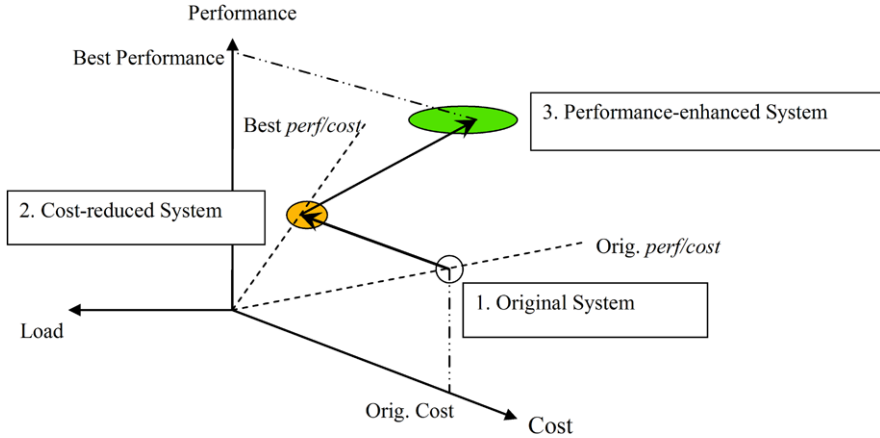 Performance
Best Performance
3. Performance-enhanced System
Best perf/cost
2. Cost-reduced System
Orig. perf/cost
1. Original System
Load
Orig. Cost
Cost